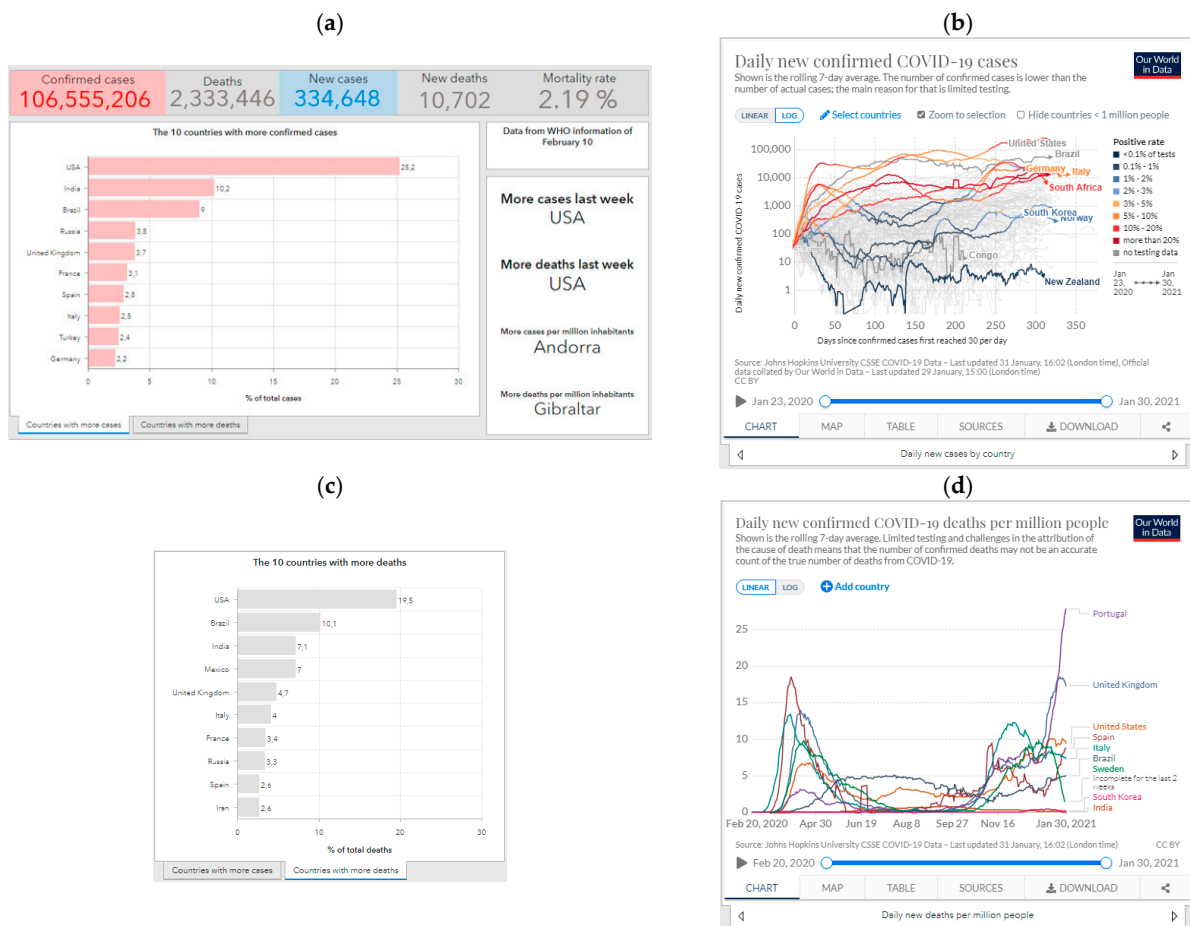 (a)
Confirmed cases
106,555,206
Deaths
2,333,446
New cases
334,648
New deaths
10,702
Mortality rate
2.19 %
The 10 countries with more confirmed cases
USA
25,2
India
10,2
Brazil
9
Russia
3,8
United Kingdom
3,7
France
3,1
Spain
2,8
Italy
2,5
Turkey
2,4
Germany
2,2
0 5 10 15 20 25 30
% of total cases
Countries with more cases
Countries with more deaths
Data from WHO information of
February 10
More cases last week
USA
More deaths last week
USA
More cases per million inhabitants
Andorra
More deaths per million inhabitants
Gibraltar
(b)
Daily new confirmed COVID-19 cases
Shown is the rolling 7-day average. The number of confirmed cases is lower than the
number of actual cases; the main reason for that is limited testing.
Our World
in Data
LINEAR LOG
Select countries
Zoom to selection
Hide countries < 1 million people
Daily new confirmed COVID-19 cases
100,000
10,000
1,000
100
10
1
United States
Brazil
Germany
Italy
South Africa
South Korea
Norway
Congo
New Zealand
0 50 100 150 200 250 300 350
Days since confirmed cases first reached 30 per day
Positive rate
<0.1% of tests
0.1% - 1%
1% - 2%
2% - 3%
3% - 5%
5% - 10%
10% - 20%
more than 20%
no testing data
Jan
23,
2020
Jan
30,
2021
Source: Johns Hopkins University CSSE COVID-19 Data – Last updated 31 January, 16:02 (London time), Official
data collated by Our World in Data – Last updated 29 January, 15:00 (London time)
CC BY
Jan 23, 2020
Jan 30, 2021
CHART MAP TABLE SOURCES DOWNLOAD
Daily new cases by country
(c)
The 10 countries with more deaths
USA
19,5
Brazil
10,1
India
7,1
Mexico
7
United Kingdom
4,7
Italy
4
France
3,4
Russia
3,3
Spain
2,6
Iran
2,6
0 10 20 30
% of total deaths
Countries with more cases
Countries with more deaths
(d)
Daily new confirmed COVID-19 deaths per million people
Shown is the rolling 7-day average. Limited testing and challenges in the attribution of
the cause of death means that the number of confirmed deaths may not be an accurate
count of the true number of deaths from COVID-19.
Our World
in Data
LINEAR LOG
Add country
25
20
15
10
5
0
Portugal
United Kingdom
United States
Spain
Italy
Brazil
Sweden
Incomplete for the last 2
weeks
South Korea
India
Feb 20, 2020 Apr 30 Jun 19 Aug 8 Sep 27 Nov 16 Jan 30, 2021
Source: Johns Hopkins University CSSE COVID-19 Data – Last updated 31 January, 16:02 (London time)
CC BY
Feb 20, 2020
Jan 30, 2021
CHART MAP TABLE SOURCES DOWNLOAD
Daily new deaths per million people